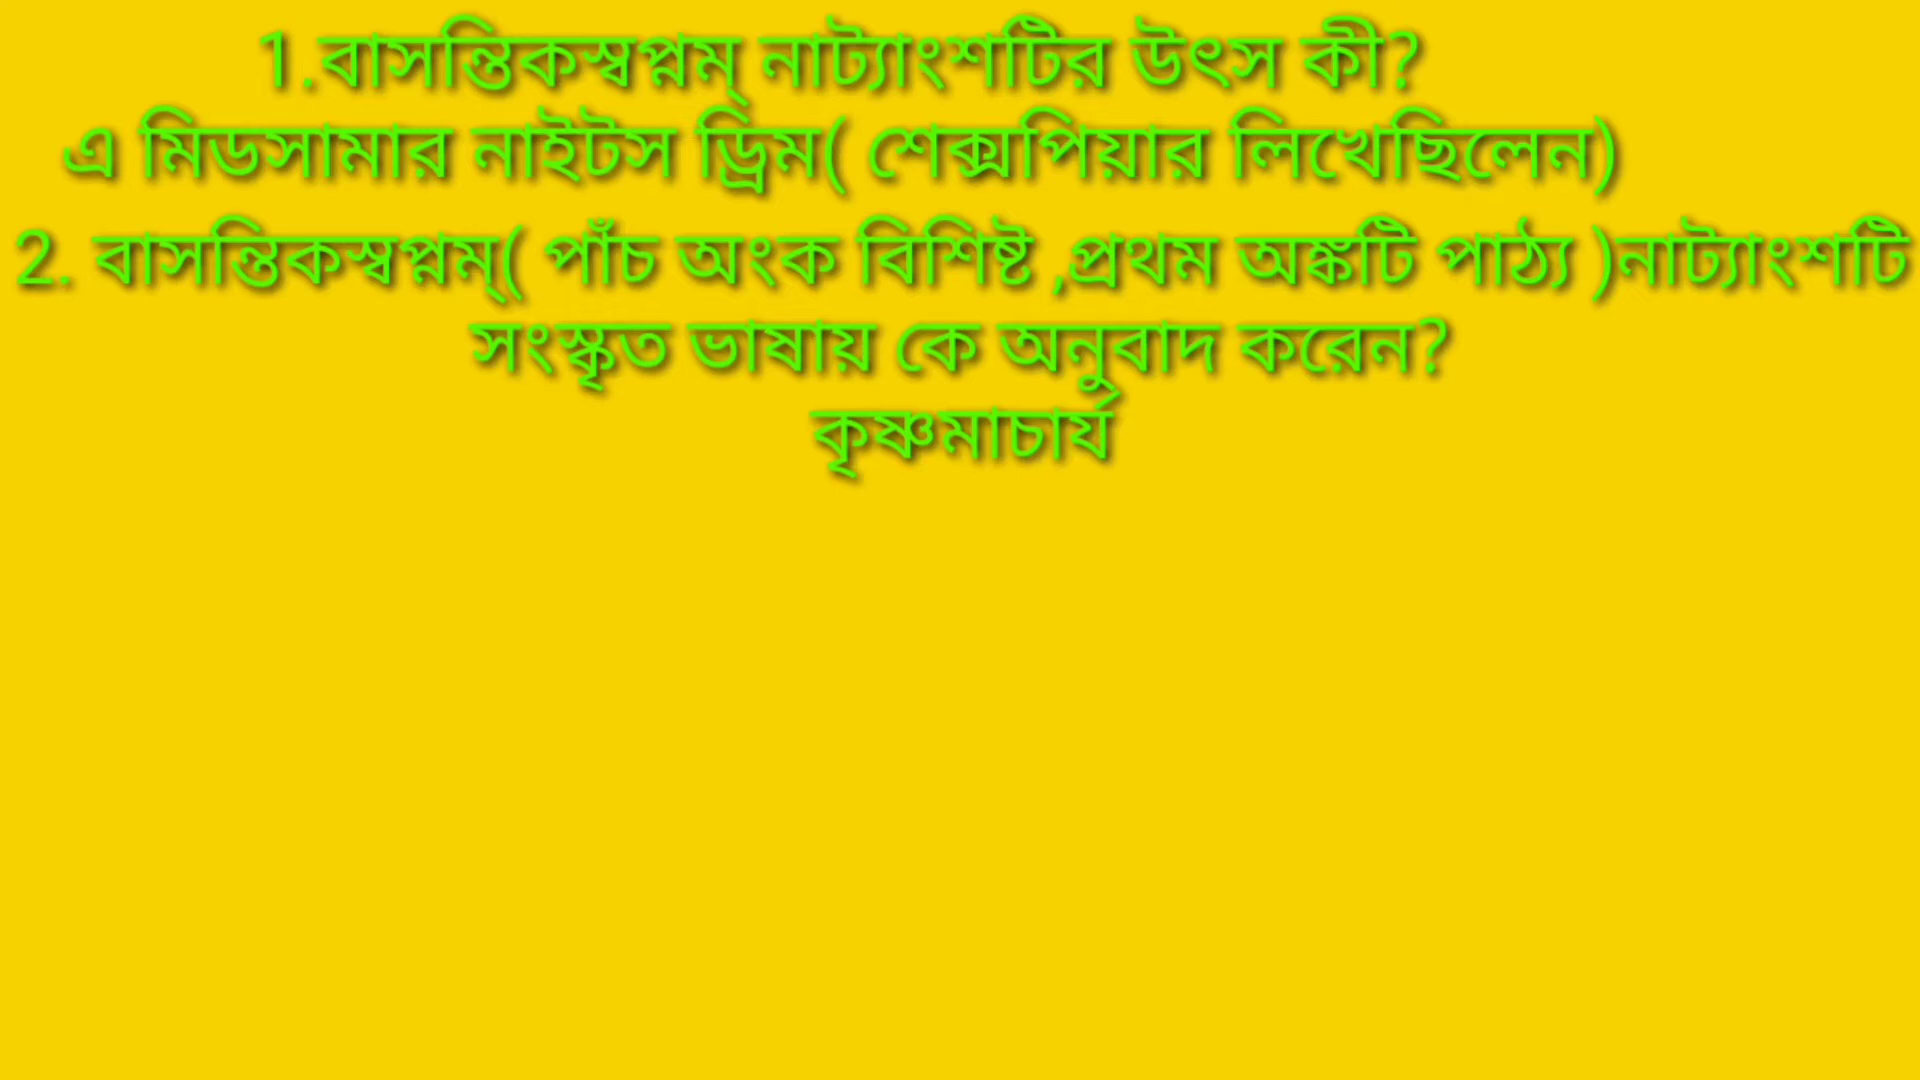 1.বাসন্তিকস্বপ্নম্ নাট্যাংশটির উৎস কী?
এ মিডসামার নাইটস ড্রিম( শেক্সপিয়ার লিখেছিলেন)
2. বাসন্তিকস্বপ্নম্( পাঁচ অংক বিশিষ্ট ,প্রথম অঙ্কটি পাঠ্য )নাট্যাংশটি
সংস্কৃত ভাষায় কে অনুবাদ করেন?
কৃষ্ণমাচার্য